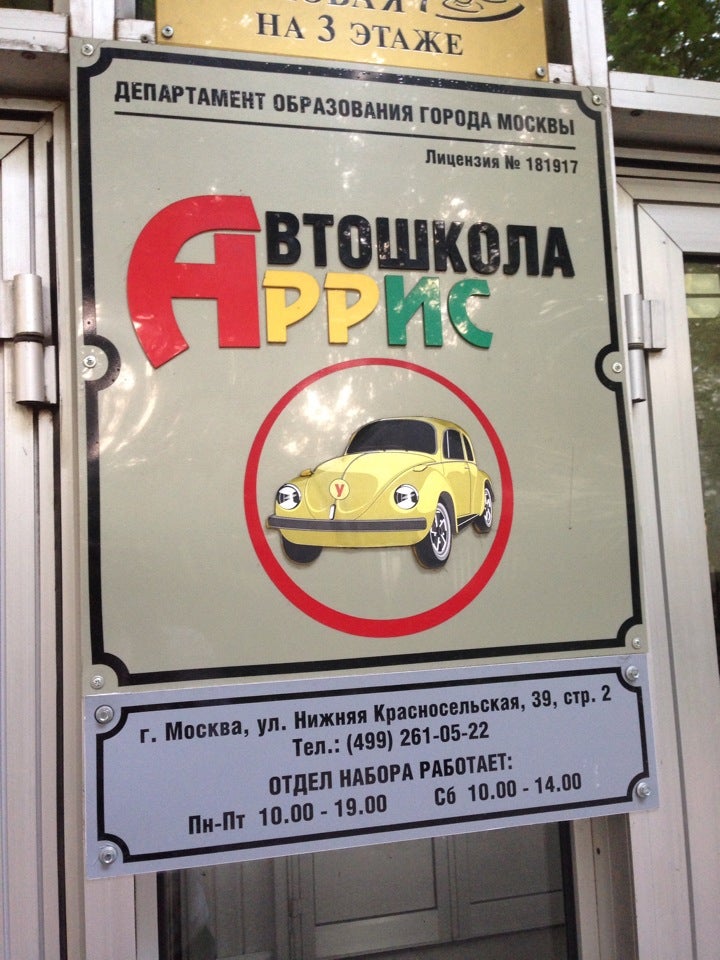 НА 3 ЭТАЖЕ
ДЕПАРТАМЕНТ ОБРАЗОВАНИЯ ГОРОДА МОСКВЫ
Лицензия № 181917
АВТОШКОЛА
АРРИС
У
г. Москва, ул. Нижняя Красносельская, 39, стр. 2
Тел.: (499) 261-05-22
ОТДЕЛ НАБОРА РАБОТАЕТ:
Пн-Пт 10.00 - 19.00 Сб 10.00 - 14.00